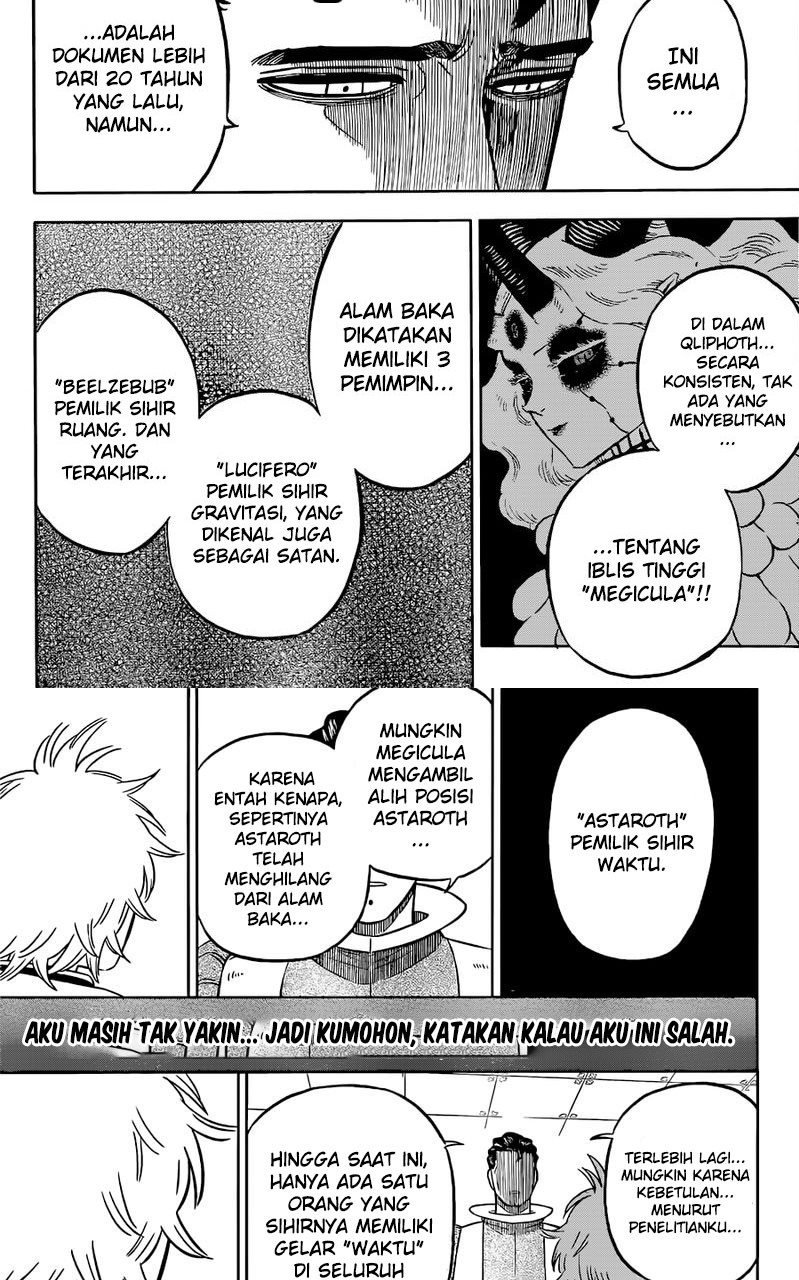 INI
SEMUA
...
...ADALAH
DOKUMEN LEBIH
DARI 20 TAHUN
YANG LALU,
NAMUN...
DI DALAM
QLIPHOTH...
SECARA
KONSISTEN, TAK
ADA YANG
MENYEBUTKAN
...
...TENTANG
IBLIS TINGGI
"MEGICULA"!!
ALAM BAKA
DIKATAKAN
MEMILIKI 3
PEMIMPIN...
"LUCIFERO"
PEMILIK SIHIR
GRAVITASI, YANG
DIKENAL JUGA
SEBAGAI SATAN.
"BEELZEBUB"
PEMILIK SIHIR
RUANG. DAN
YANG
TERAKHIR...
"ASTAROTH"
PEMILIK SIHIR
WAKTU.
MUNGKIN
MEGICULA
MENGAMBIL
ALIH POSISI
ASTAROTH
...
KARENA
ENTAH KENAPA,
SEPERTINYA
ASTAROTH
TELAH
MENGHILANG
DARI ALAM
BAKA...
AKU MASIH TAK YAKIN... JADI KUMOHON, KATAKAN KALAU AKU INI SALAH.
TERLEBIH LAGI...
MUNGKIN KARENA
KEBETULAN...
MENURUT
PENELITIANKU...
HINGGA SAAT INI,
HANYA ADA SATU
ORANG YANG
SIHIRNYA MEMILIKI
GELAR "WAKTU"
DI SELURUH